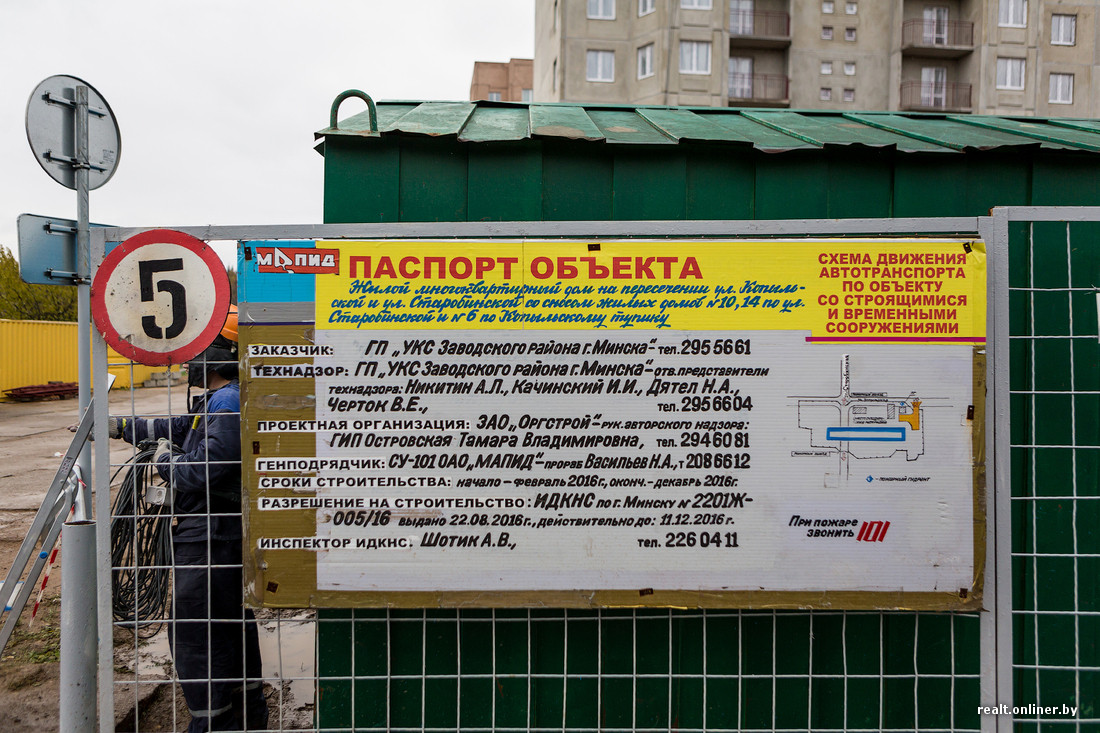 5
МАПИД
ПАСПОРТ ОБЪЕКТА
Жилой многоквартирный дом на пересечении ул. Копыль-
ской и ул. Старобинской со сносом жилых домов №10, 14 по ул.
Старобинской и №6 по Копыльскому тупику
СХЕМА ДВИЖЕНИЯ
АВТОТРАНСПОРТА
ПО ОБЪЕКТУ
СО СТРОЯЩИМИСЯ
И ВРЕМЕННЫМИ
СООРУЖЕНИЯМИ
ЗАКАЗЧИК: ГП „УКС Заводского района г. Минска“ тел. 295 56 61
ТЕХНАДЗОР: ГП „УКС Заводского района г. Минска“ - отв. представители
технадзора: Никитин А.Л., Качинский И.И., Дятел Н.А.,
Черток В.Е., тел. 295 66 04
ПРОЕКТНАЯ ОРГАНИЗАЦИЯ: ЗАО „Оргстрой“ - рук. авторского надзора:
ГИП Островская Тамара Владимировна, тел. 294 60 81
ГЕНПОДРЯДЧИК: СУ-101 ОАО „МАПИД“ - прораб Васильев Н.А., т 208 66 12
СРОКИ СТРОИТЕЛЬСТВА: начало – февраль 2016г., оконч. - декабрь 2016г.
РАЗРЕШЕНИЕ НА СТРОИТЕЛЬСТВО: ИДКНС по г. Минску № 2201Ж-
005/16 выдано 22.08.2016г., действительно до: 11.12.2016г.
ИНСПЕКТОР ИДКНС: Шотик А.В., тел. 226 04 11
- ПОЖАРНЫЙ ГИДРАНТ
При пожаре
звонить 101
realt.onliner.by